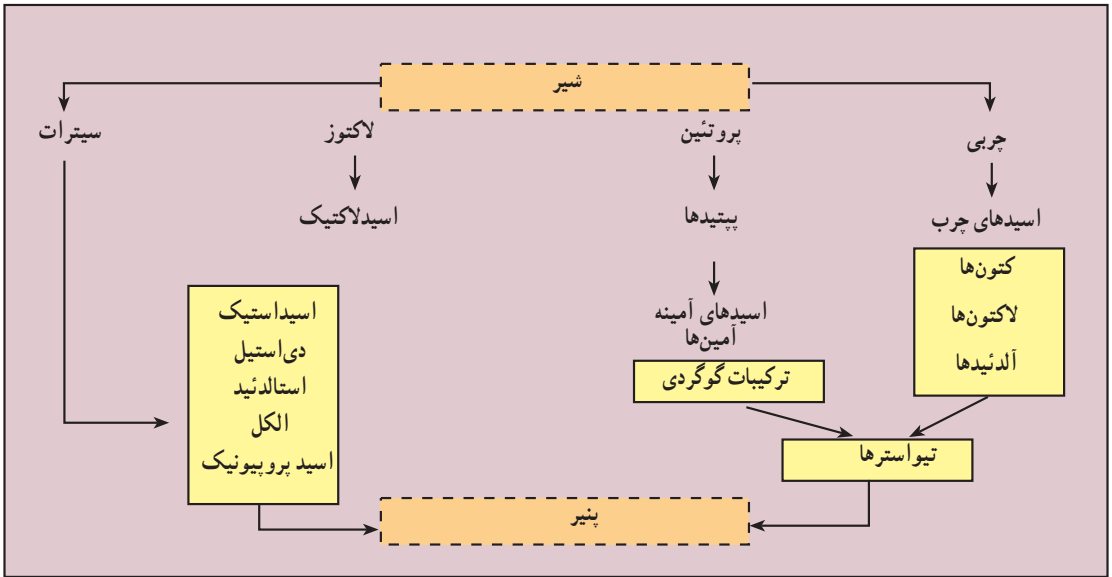 شیر
چربی
پروتئین
لاکتوز
سیترات
اسیدهای چرب
پپتیدها
اسیدلاکتیک
کتون‌ها
لاکتون‌ها
آلدئیدها
اسیدهای آمینه
آمین‌ها
ترکیبات گوگردی
تیواسترها
اسیداستیک
دی‌استیل
استالدئید
الکل
اسید پروپیونیک
پنیر